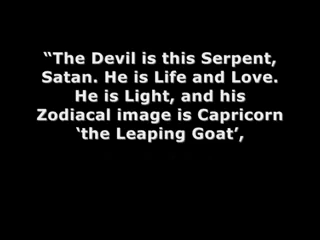 “The Devil is this Serpent,
Satan. He is Life and Love.
He is Light, and his
Zodiacal image is Capricorn
‘the Leaping Goat’,